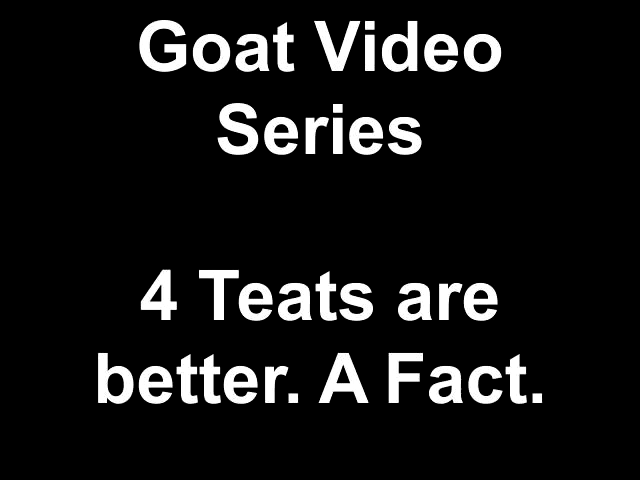 Goat Video
Series
4 Teats are
better. A Fact.